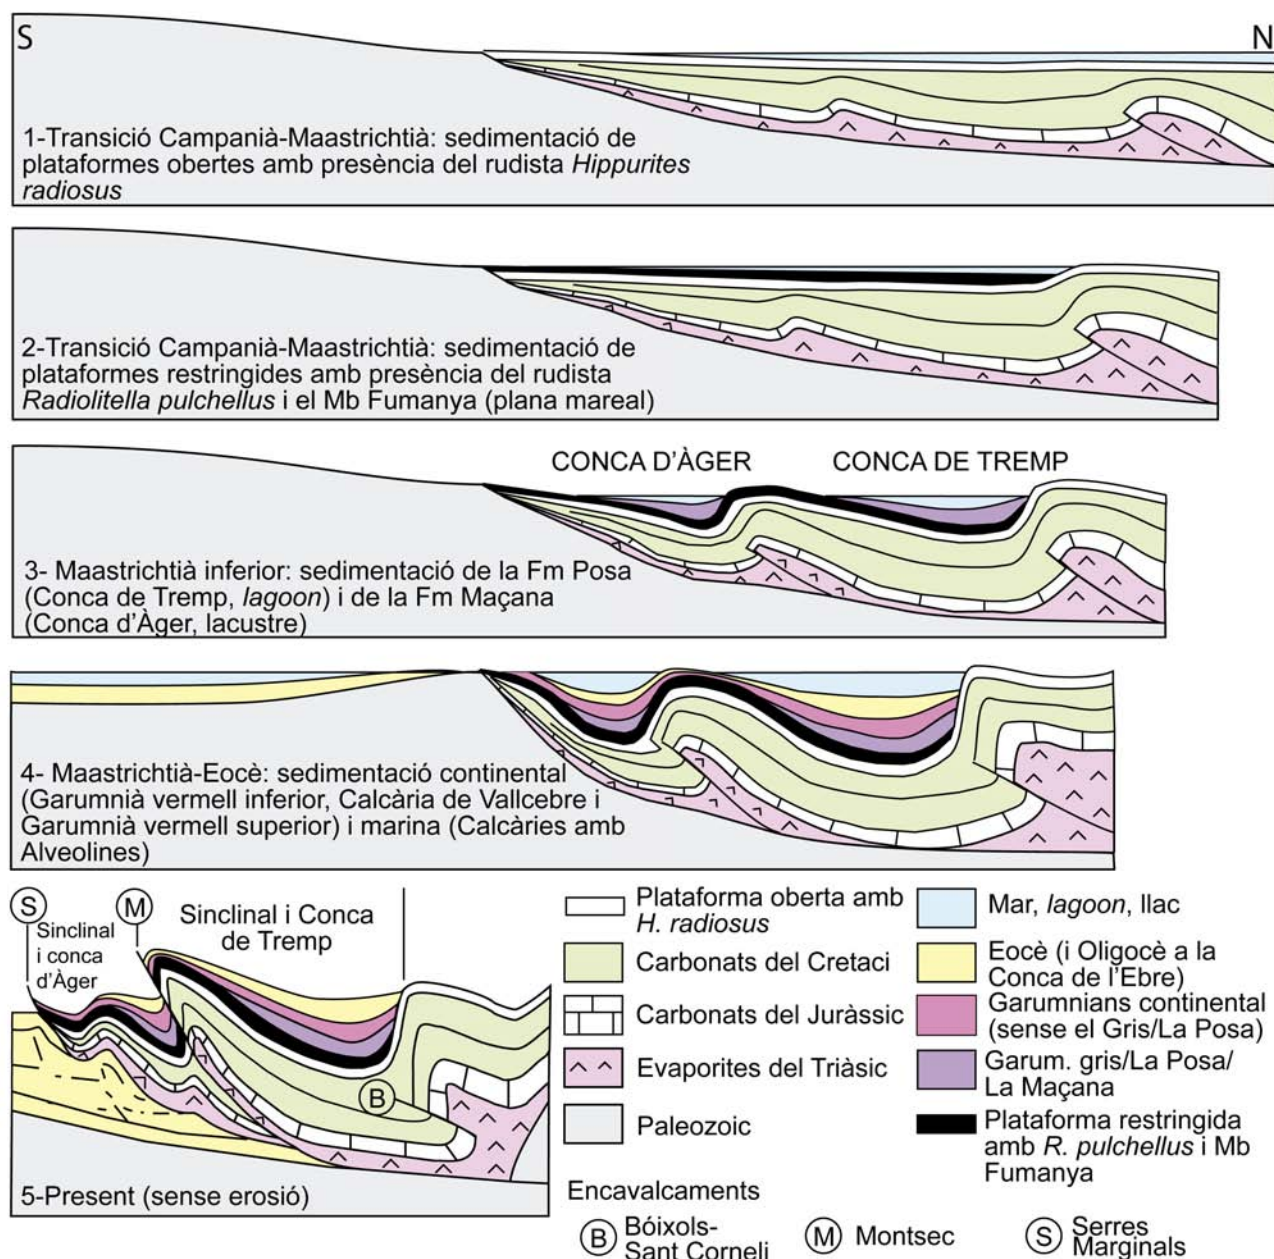 S
N
1-Transició Campanià-Maastrichtià: sedimentació de
plataformes obertes amb presència del rudista Hippurites
radiosus
2-Transició Campanià-Maastrichtià: sedimentació de
plataformes restringides amb presència del rudista
Radiolitella pulchellus i el Mb Fumanya (plana mareal)
CONCA D'ÀGER
CONCA DE TREMP
3- Maastrichtià inferior: sedimentació de la Fm Posa
(Conca de Tremp, lagoon) i de la Fm Maçana
(Conca d'Àger, lacustre)
4- Maastrichtià-Eocè: sedimentació continental
(Garumnià vermell inferior, Calcària de Vallcebre i
Garumnià vermell superior) i marina (Calcàries amb
Alveolines)
S
M
Sinclinal
i conca
d'Àger
Sinclinal i Conca
de Tremp
B
5-Present (sense erosió)
Plataforma oberta amb
H. radiosus
Carbonats del Cretaci
Carbonats del Juràssic
Evaporites del Triàsic
Paleozoic
Mar, lagoon, llac
Eocè (i Oligocè a la
Conca de l'Ebre)
Garumnians continental
(sense el Gris/La Posa)
Garum. gris/La Posa/
La Maçana
Plataforma restringida
amb R. pulchellus i Mb
Fumanya
Encavalcaments
B Bóixols-
Sant Corneli
M Montsec
S Serres
Marginals